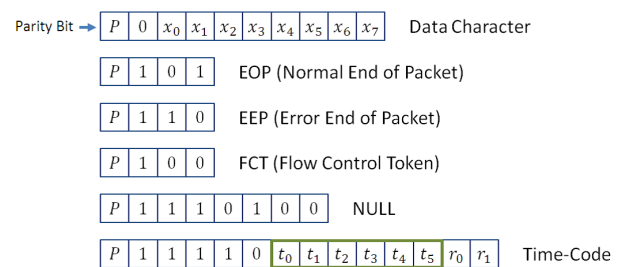 Parity Bit P 0 x₀ x₁ x₂ x₃ x₄ x₅ x₆ x₇ Data Character
P 1 0 1 EOP (Normal End of Packet)
P 1 1 0 EEP (Error End of Packet)
P 1 0 0 FCT (Flow Control Token)
P 1 1 1 0 1 0 0 NULL
P 1 1 1 1 0 t₀ t₁ t₂ t₃ t₄ t₅ r₀ r₁ Time-Code